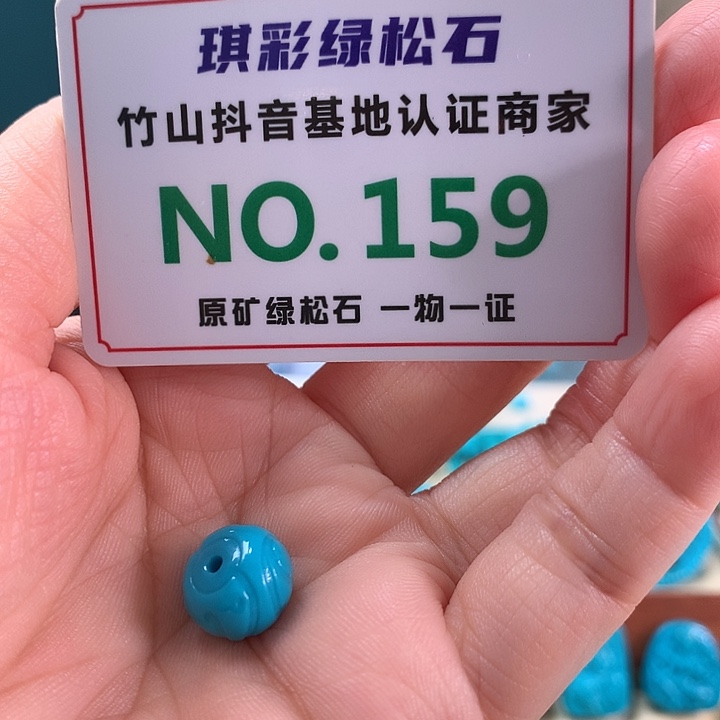 琪彩绿松石
竹山抖音基地认证商家
NO.159
原矿绿松石 一物一证